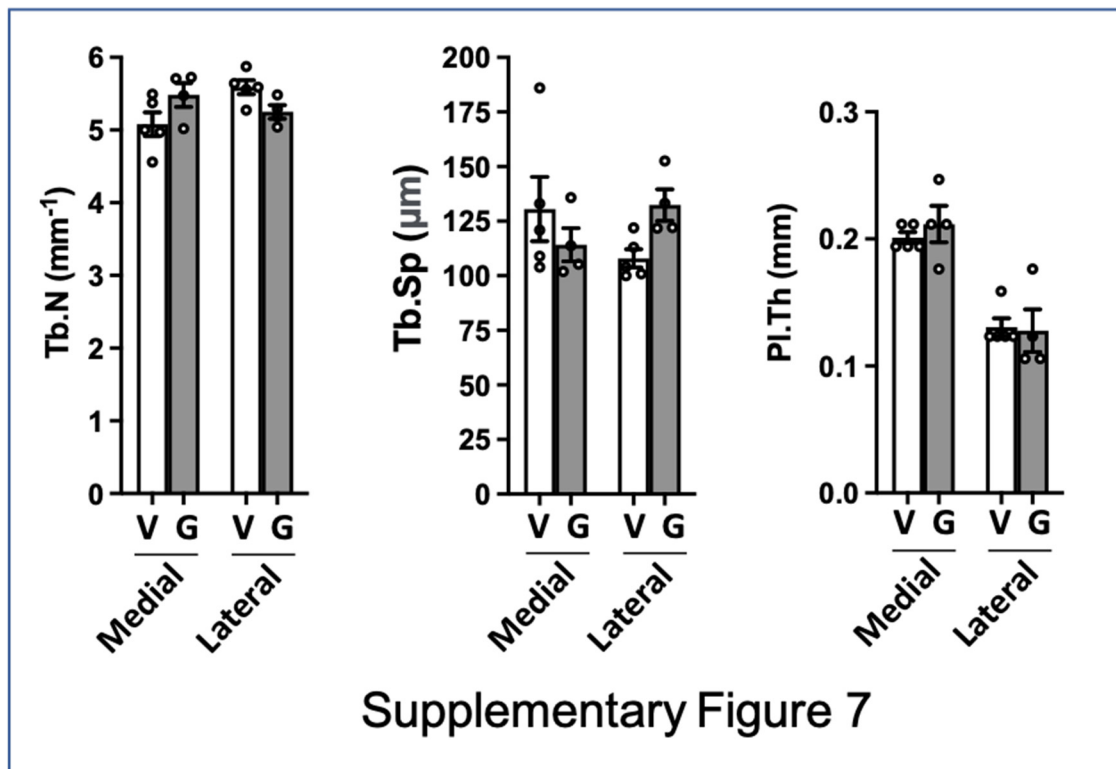 Tb.N (mm⁻¹)
6
5
4
3
2
1
0
V G V G
Medial Lateral
Tb.Sp (μm)
200
175
150
125
100
75
50
25
0
V G V G
Medial Lateral
Pl.Th (mm)
0.3
0.2
0.1
0.0
V G V G
Medial Lateral
Supplementary Figure 7